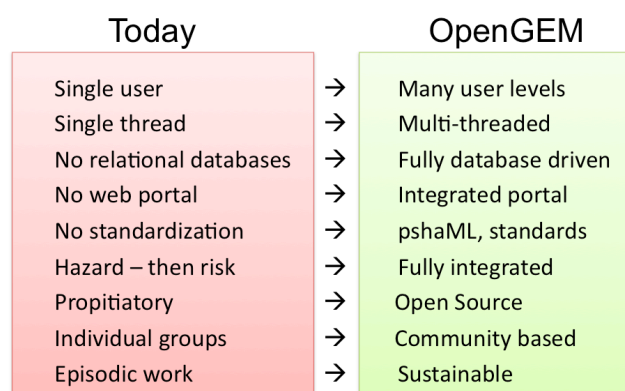 Today OpenGEM
Single user → Many user levels
Single thread → Multi-threaded
No relational databases → Fully database driven
No web portal → Integrated portal
No standardization → pshaML, standards
Hazard – then risk → Fully integrated
Propitiatory → Open Source
Individual groups → Community based
Episodic work → Sustainable